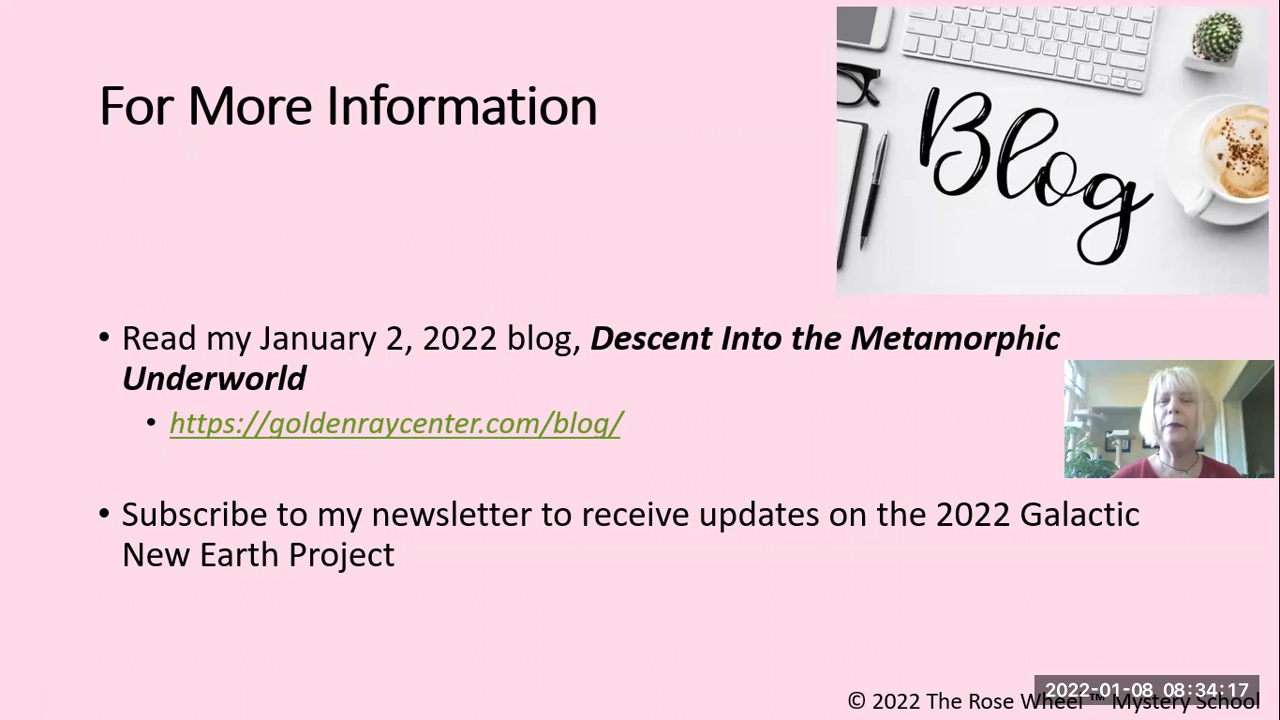 For More Information
Blog
• Read my January 2, 2022 blog, Descent Into the Metamorphic
Underworld
• https://goldenraycenter.com/blog/
• Subscribe to my newsletter to receive updates on the 2022 Galactic
New Earth Project
2022-01-08 08:34:17
© 2022 The Rose Wheel™ Mystery School